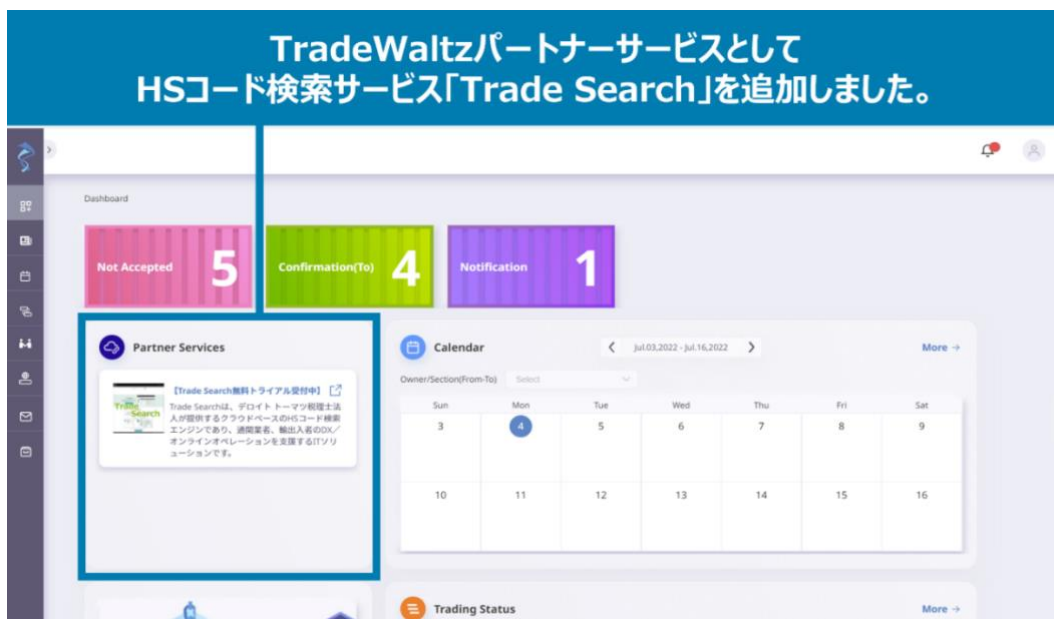 TradeWaltzパートナーサービスとして
HSコード検索サービス「Trade Search」を追加しました。
Dashboard
Not Accepted 5
Confirmation(To) 4
Notification 1
Partner Services
Trade Search
【Trade Search無料トライアル受付中】
Trade Searchは、デロイト トーマツ税理士法
人が提供するクラウドベースのHSコード検索
エンジンであり、通関業者、輸出入者のDX／
オンラインオペレーションを支援するITソリ
ューションです。
Calendar
Jul.03,2022 - Jul.16,2022
More →
Owner/Section(From-To) Select
Sun Mon Tue Wed Thu Fri Sat
3 4 5 6 7 8 9
10 11 12 13 14 15 16
Trading Status
More →